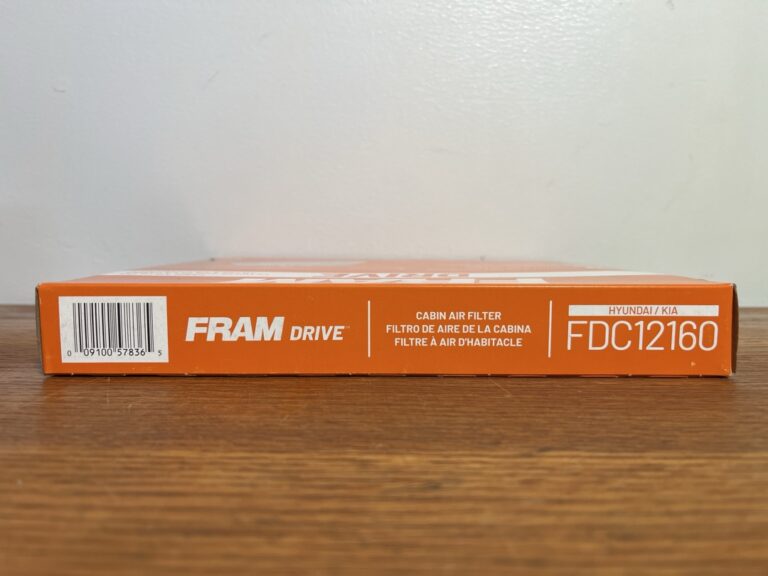 DRIVE
0 09100 57836 5
FRAM DRIVE™
CABIN AIR FILTER
FILTRO DE AIRE DE LA CABINA
FILTRE À AIR D'HABITACLE
HYUNDAI / KIA
FDC12160